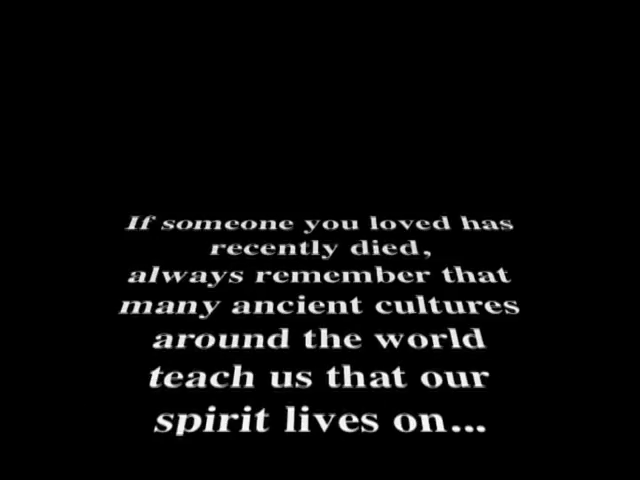 If someone you loved has
recently died,
always remember that
many ancient cultures
around the world
teach us that our
spirit lives on...